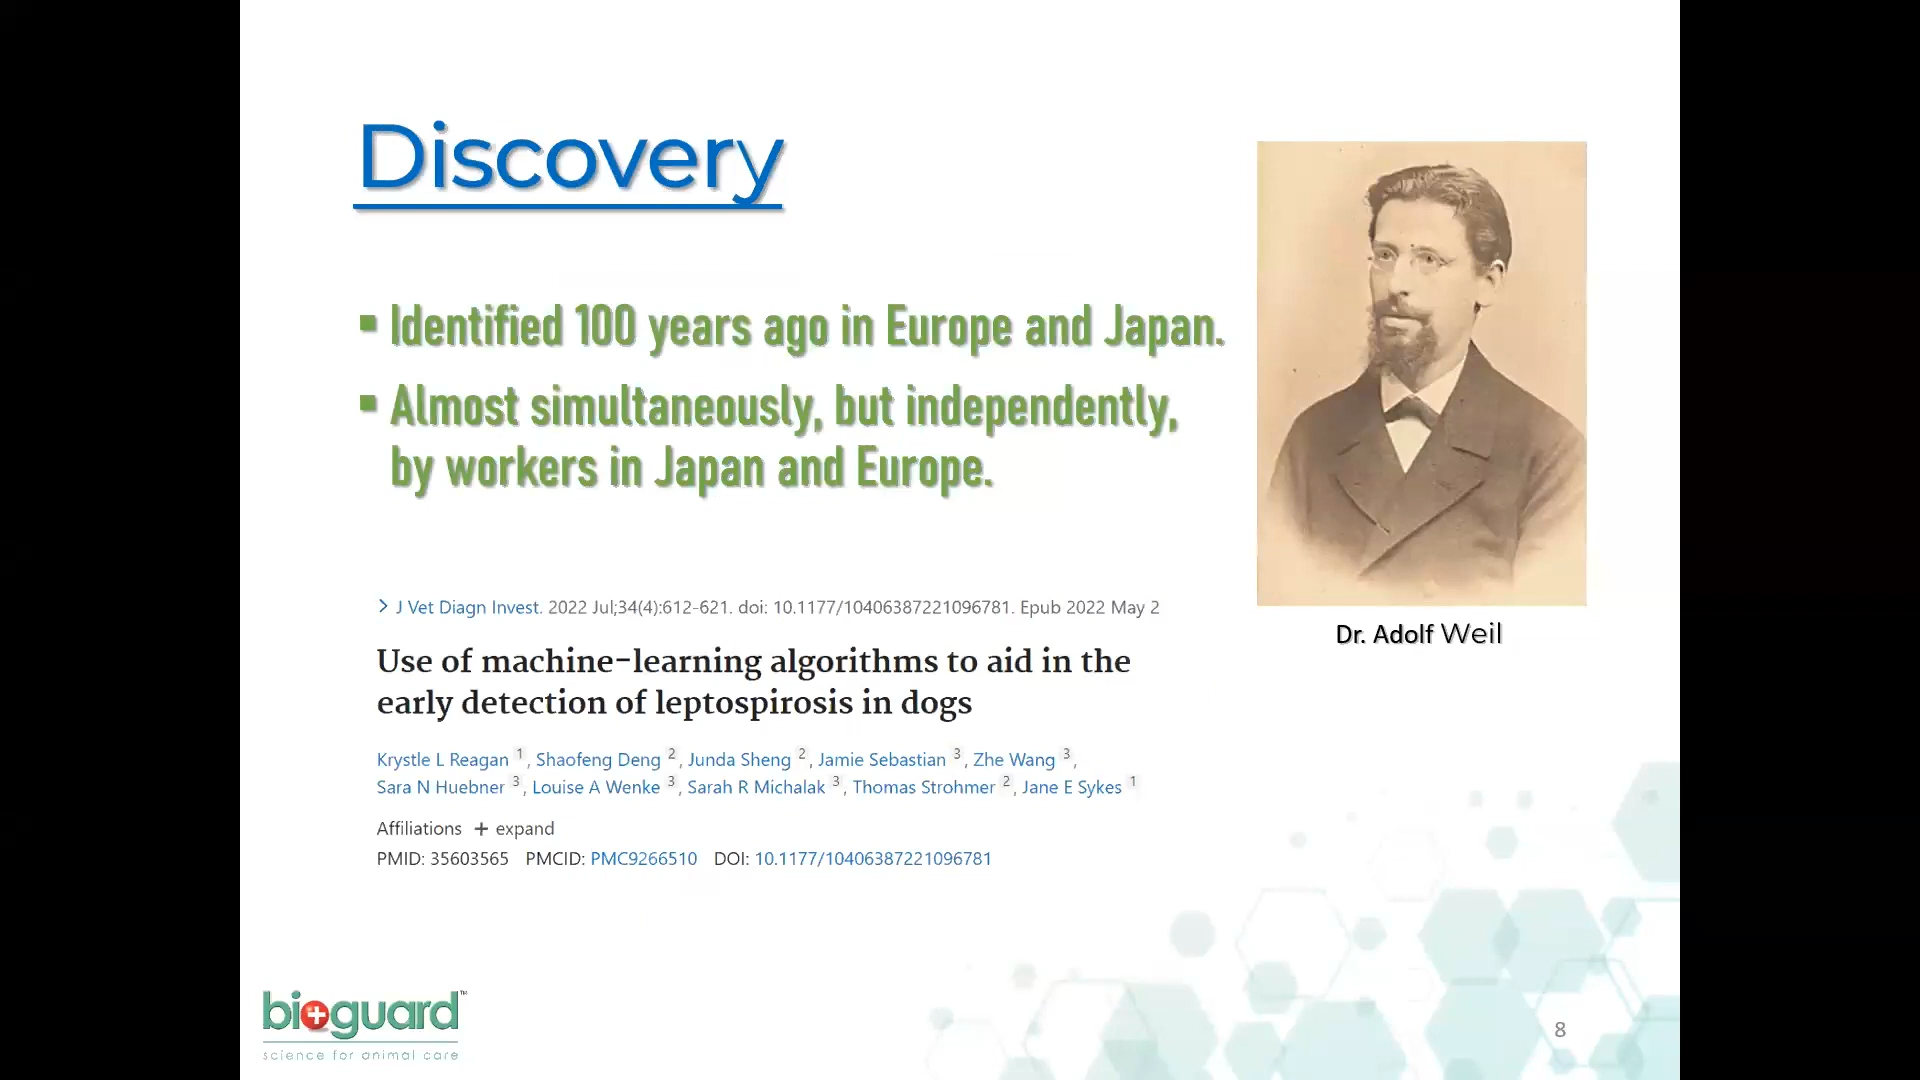 Discovery
▪ Identified 100 years ago in Europe and Japan.
▪ Almost simultaneously, but independently,
by workers in Japan and Europe.
> J Vet Diagn Invest. 2022 Jul;34(4):612-621. doi: 10.1177/10406387221096781. Epub 2022 May 2
Use of machine-learning algorithms to aid in the
early detection of leptospirosis in dogs
Krystle L Reagan 1, Shaofeng Deng 2, Junda Sheng 2, Jamie Sebastian 3, Zhe Wang 3,
Sara N Huebner 3, Louise A Wenke 3, Sarah R Michalak 3, Thomas Strohmer 2, Jane E Sykes 1
Affiliations + expand
PMID: 35603565 PMCID: PMC9266510 DOI: 10.1177/10406387221096781
Dr. Adolf Weil
bioguard™
science for animal care
8